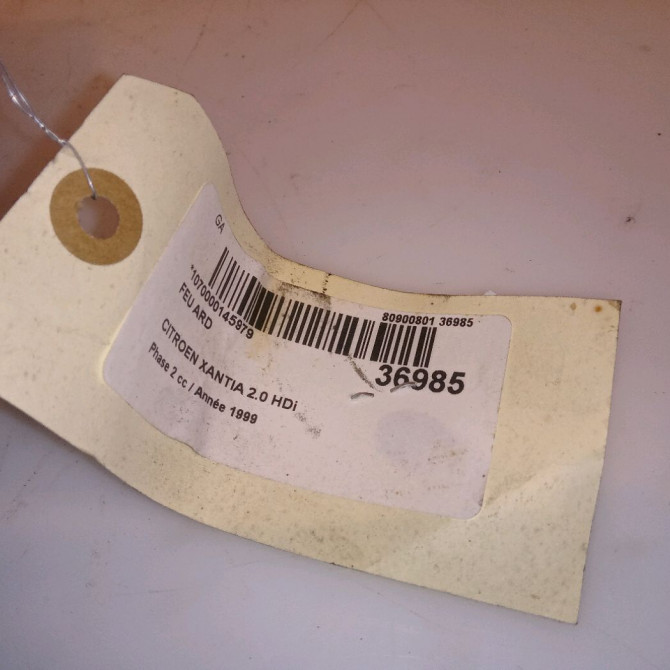 GA
80900801 36985
*1070000145979
FEU ARD
36985
CITROEN XANTIA 2.0 HDi
Phase 2 cc / Année 1999